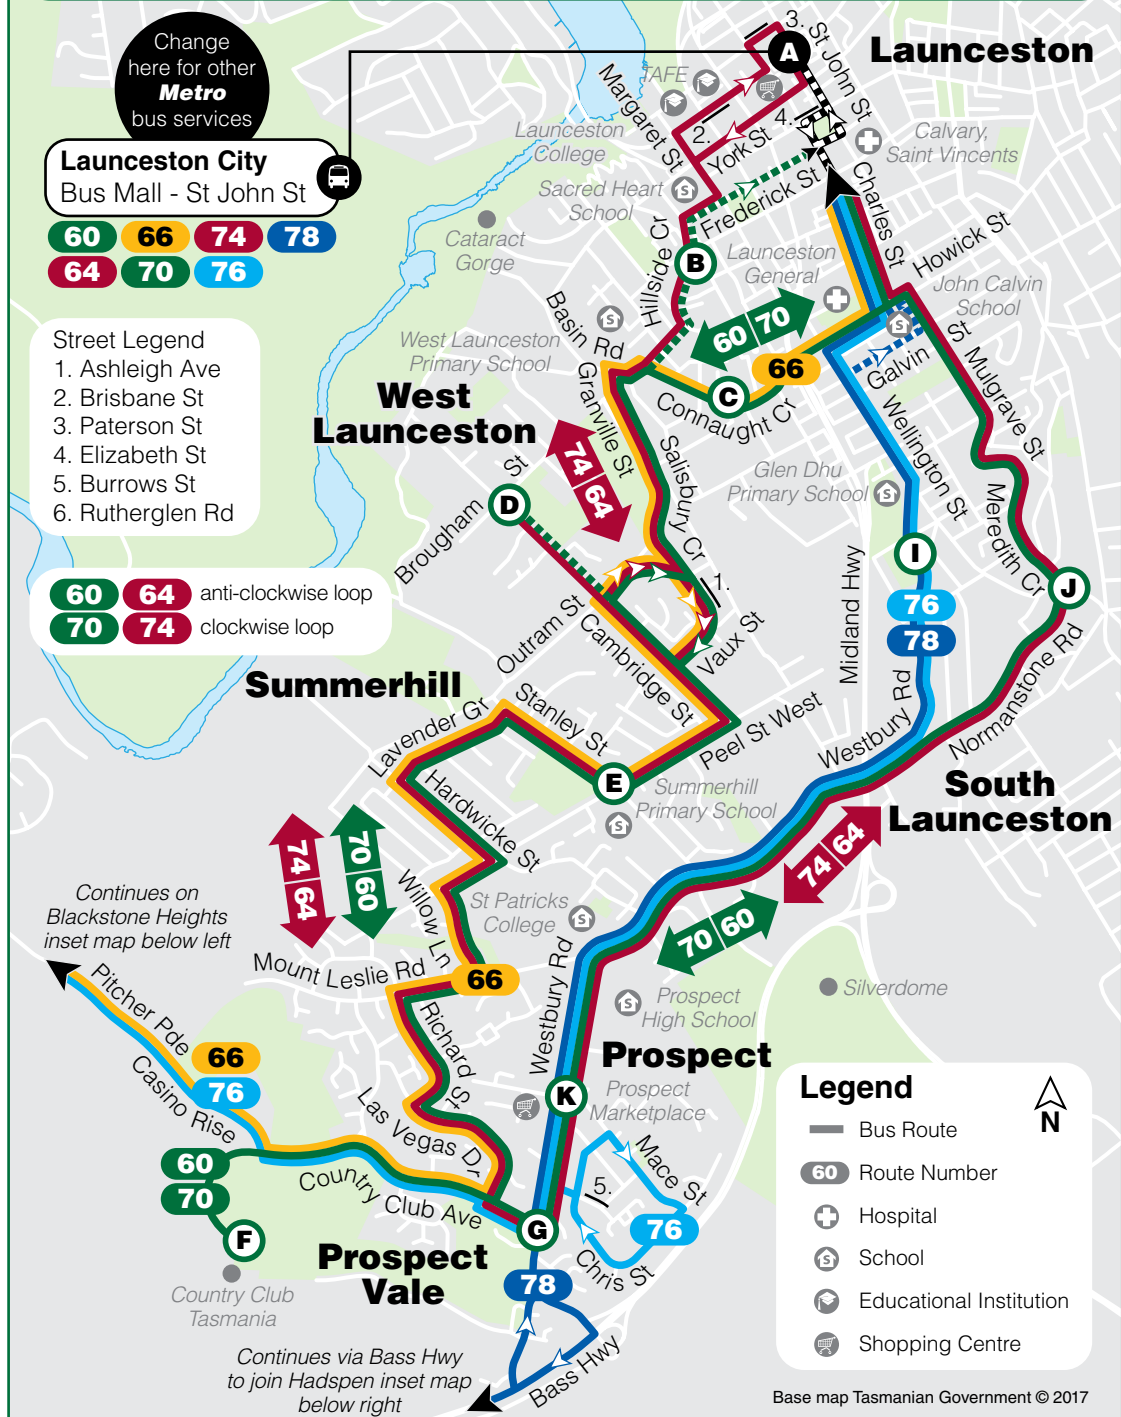 Change
here for other
Metro
bus services
Launceston City
Bus Mall - St John St
60 66 74 78
64 70 76
Street Legend
1. Ashleigh Ave
2. Brisbane St
3. Paterson St
4. Elizabeth St
5. Burrows St
6. Rutherglen Rd
60 64 anti-clockwise loop
70 74 clockwise loop
3.
St John St
A
Launceston
TAFE
Margaret St
2.
4.
York St
Launceston
College
Calvary,
Saint Vincents
Sacred Heart
School
Frederick St
Charles St
Howick St
Cataract
Gorge
Hillside Cr
B
Launceston
General
John Calvin
School
Basin Rd
60 70
West Launceston
Primary School
66
Galvin St
Mulgrave St
Granville St
C
Connaught Cr
West
Launceston
Salisbury Cr
Wellington St
74 64
Glen Dhu
Primary School
Brougham St
D
Meredith Cr
I
J
1.
76
78
Outram St
Cambridge St
Vaux St
Midland Hwy
Westbury Rd
Normanstone Rd
Summerhill
Lavender Gr
Stanley St
Peel St West
E
Summerhill
Primary School
South
Launceston
Hardwicke St
74 64
74 64
70 60
Willow Ln
St Patricks
College
70 60
Continues on
Blackstone Heights
inset map below left
Mount Leslie Rd
66
Westbury Rd
Silverdome
Pitcher Pde
Prospect
High School
Richard St
66
76
Casino Rise
Prospect
K
Prospect
Marketplace
Las Vegas Dr
Mace St
60
70
Country Club Ave
5.
76
F
G
Chris St
Prospect
Vale
78
Country Club
Tasmania
Bass Hwy
Continues via Bass Hwy
to join Hadspen inset map
below right
Legend
N
Bus Route
60 Route Number
Hospital
School
Educational Institution
Shopping Centre
Base map Tasmanian Government © 2017